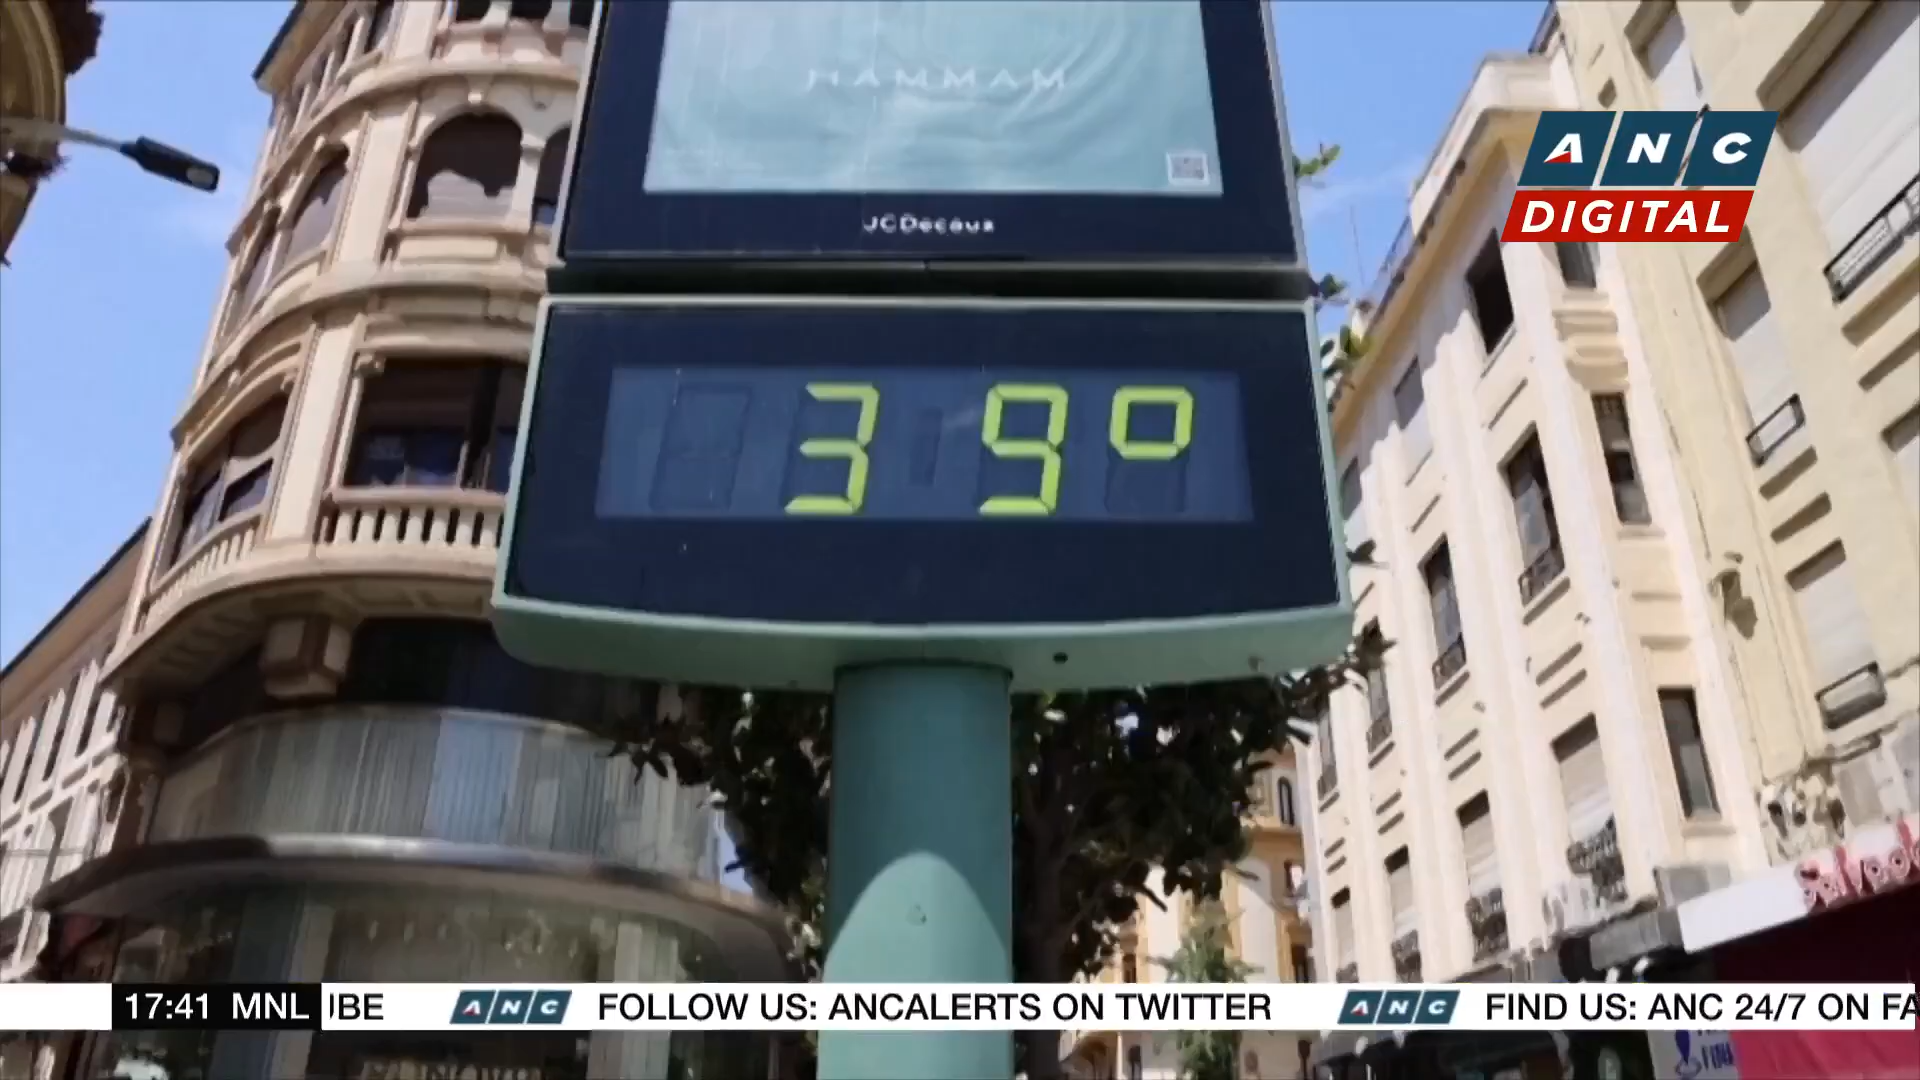 HAMMAM
ANC
DIGITAL
JCDecaux
39°
17:41 MNL
UBE ANC FOLLOW US: ANCALERTS ON TWITTER ANC FIND US: ANC 24/7 ON FA